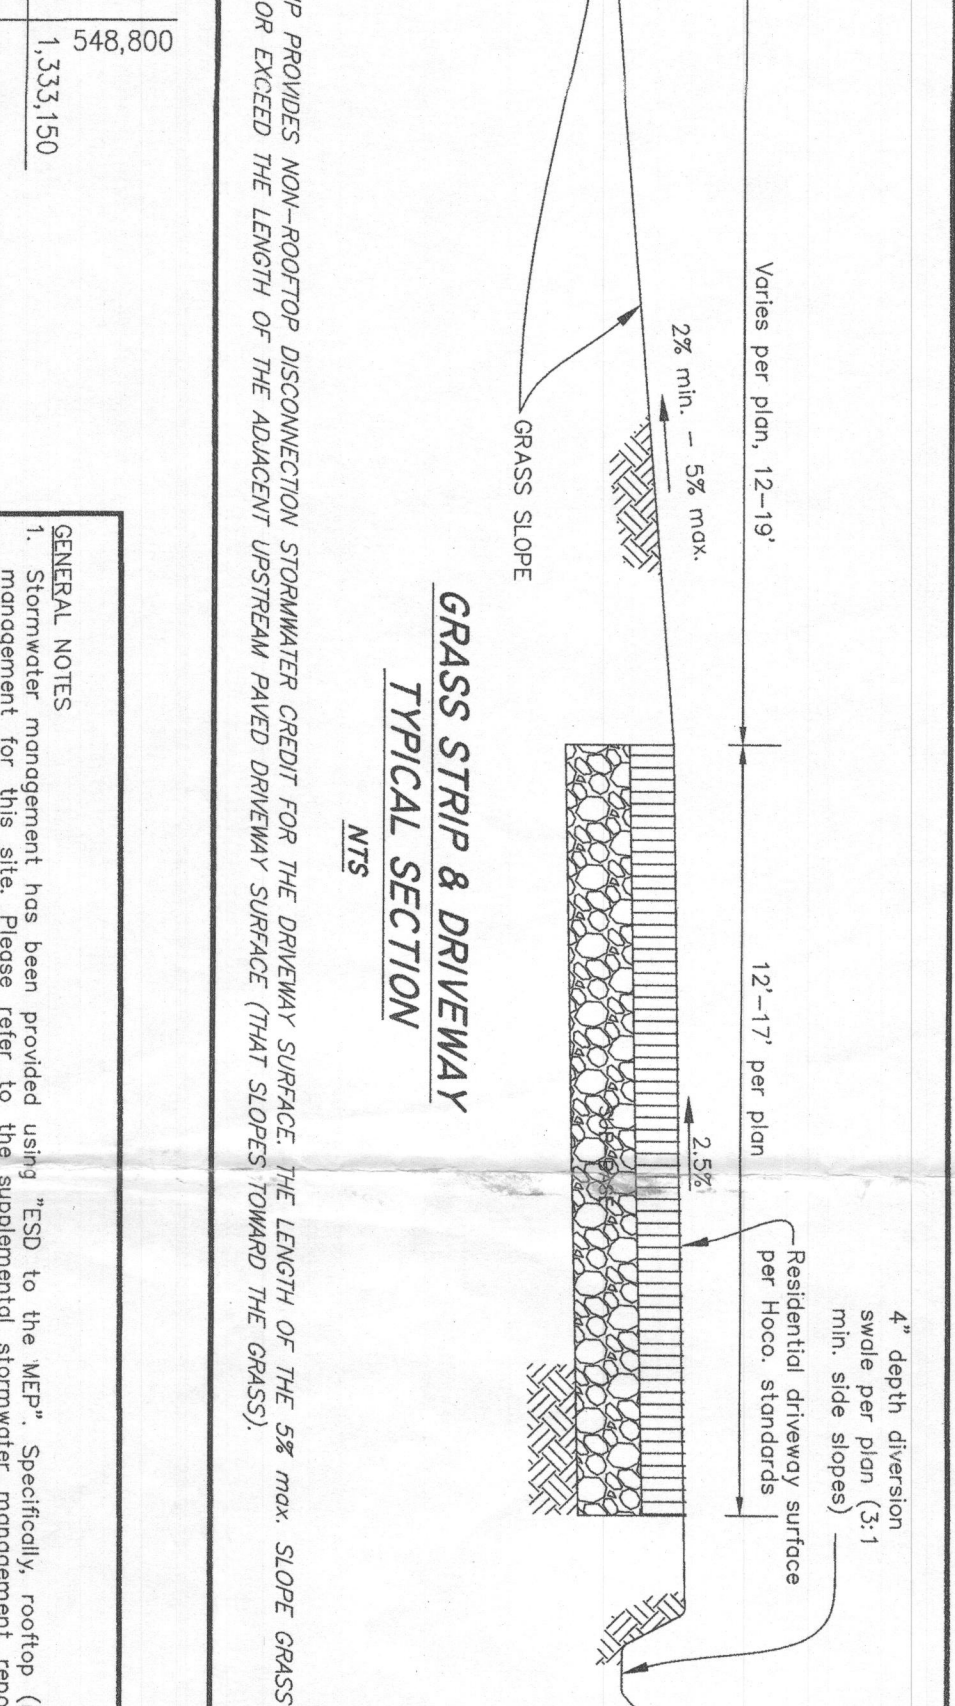 4" depth diversion
swale per plan (3:1
min. side slopes)
Residential driveway surface
per Hoco. standards
Varies per plan, 12-19'
12'-17' per plan
2% min. - 5% max.
2.5%
GRASS SLOPE
GRASS STRIP & DRIVEWAY
TYPICAL SECTION
NTS
PROVIDES NON-ROOFTOP DISCONNECTION STORMWATER CREDIT FOR THE DRIVEWAY SURFACE. THE LENGTH OF THE 5% max. SLOPE GRASS
OR EXCEED THE LENGTH OF THE ADJACENT UPSTREAM PAVED DRIVEWAY SURFACE (THAT SLOPES TOWARD THE GRASS).
548,800
1,333,150
GENERAL NOTES
1. Stormwater management has been provided using "ESD to the MEP". Specifically, rooftop (
management for this site. Please refer to the supplemental stormwater management